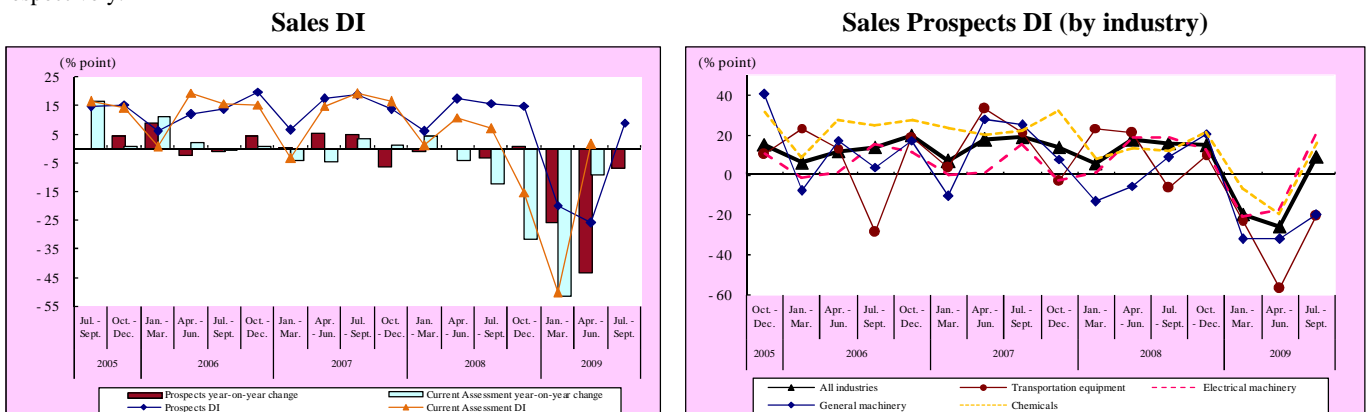 Sales DI
Sales Prospects DI (by industry)
(% point)
25
15
5
-5
-15
-25
-35
-45
-55
Jul. - Sept.
Oct. - Dec.
Jan. - Mar.
Apr. - Jun.
Jul. - Sept.
Oct. - Dec.
Jan. - Mar.
Apr. - Jun.
Jul. - Sept.
Oct. - Dec.
Jan. - Mar.
Apr. - Jun.
Jul. - Sept.
Oct. - Dec.
Jan. - Mar.
Apr. - Jun.
Jul. - Sept.
2005
2006
2007
2008
2009
Prospects year-on-year change
Current Assessment year-on-year change
Prospects DI
Current Assessment DI
(% point)
40
20
0
-20
-40
-60
Oct. - Dec.
Jan. - Mar.
Apr. - Jun.
Jul. - Sept.
Oct. - Dec.
Jan. - Mar.
Apr. - Jun.
Jul. - Sept.
Oct. - Dec.
Jan. - Mar.
Apr. - Jun.
Jul. - Sept.
Oct. - Dec.
Jan. - Mar.
Apr. - Jun.
Jul. - Sept.
2005
2006
2007
2008
2009
All industries
Transportation equipment
Electrical machinery
General machinery
Chemicals